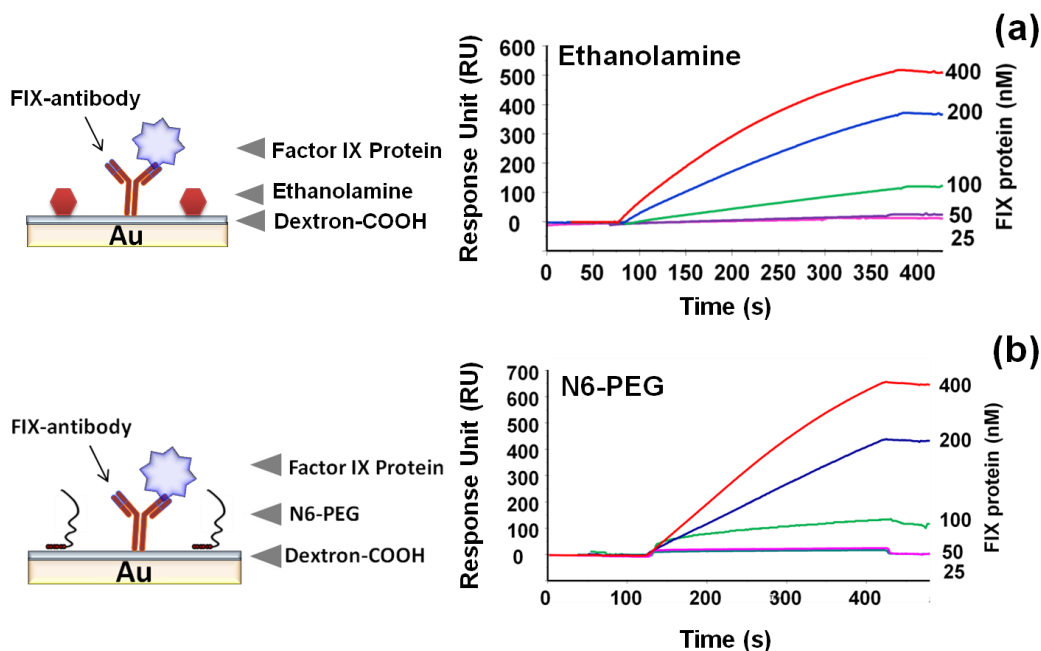 (a)
FIX-antibody
Factor IX Protein
Ethanolamine
Dextron-COOH
Au
Ethanolamine
Response Unit (RU)
600
500
400
300
200
100
0
0 50 100 150 200 250 300 350 400
Time (s)
400
200
100
50
25
FIX protein (nM)
(b)
FIX-antibody
Factor IX Protein
N6-PEG
Dextron-COOH
Au
N6-PEG
Response Unit (RU)
700
600
500
400
300
200
100
0
0 100 200 300 400
Time (s)
400
200
100
50
25
FIX protein (nM)